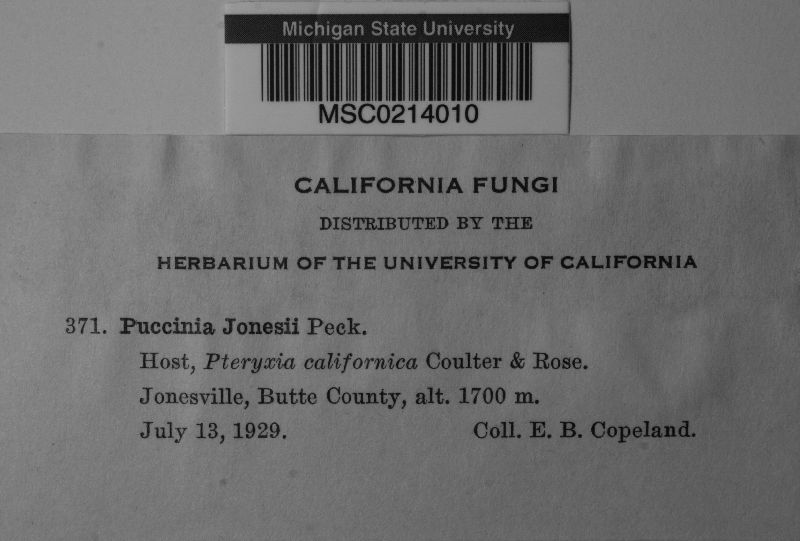 Michigan State University
MSC0214010
CALIFORNIA FUNGI
DISTRIBUTED BY THE
HERBARIUM OF THE UNIVERSITY OF CALIFORNIA
371. Puccinia Jonesii Peck.
Host, Pteryxia californica Coulter & Rose.
Jonesville, Butte County, alt. 1700 m.
July 13, 1929. Coll. E. B. Copeland.